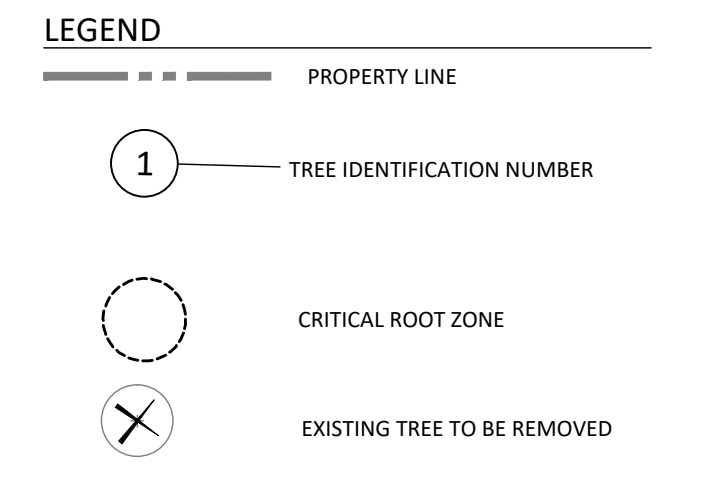 LEGEND
PROPERTY LINE
1
TREE IDENTIFICATION NUMBER
CRITICAL ROOT ZONE
EXISTING TREE TO BE REMOVED